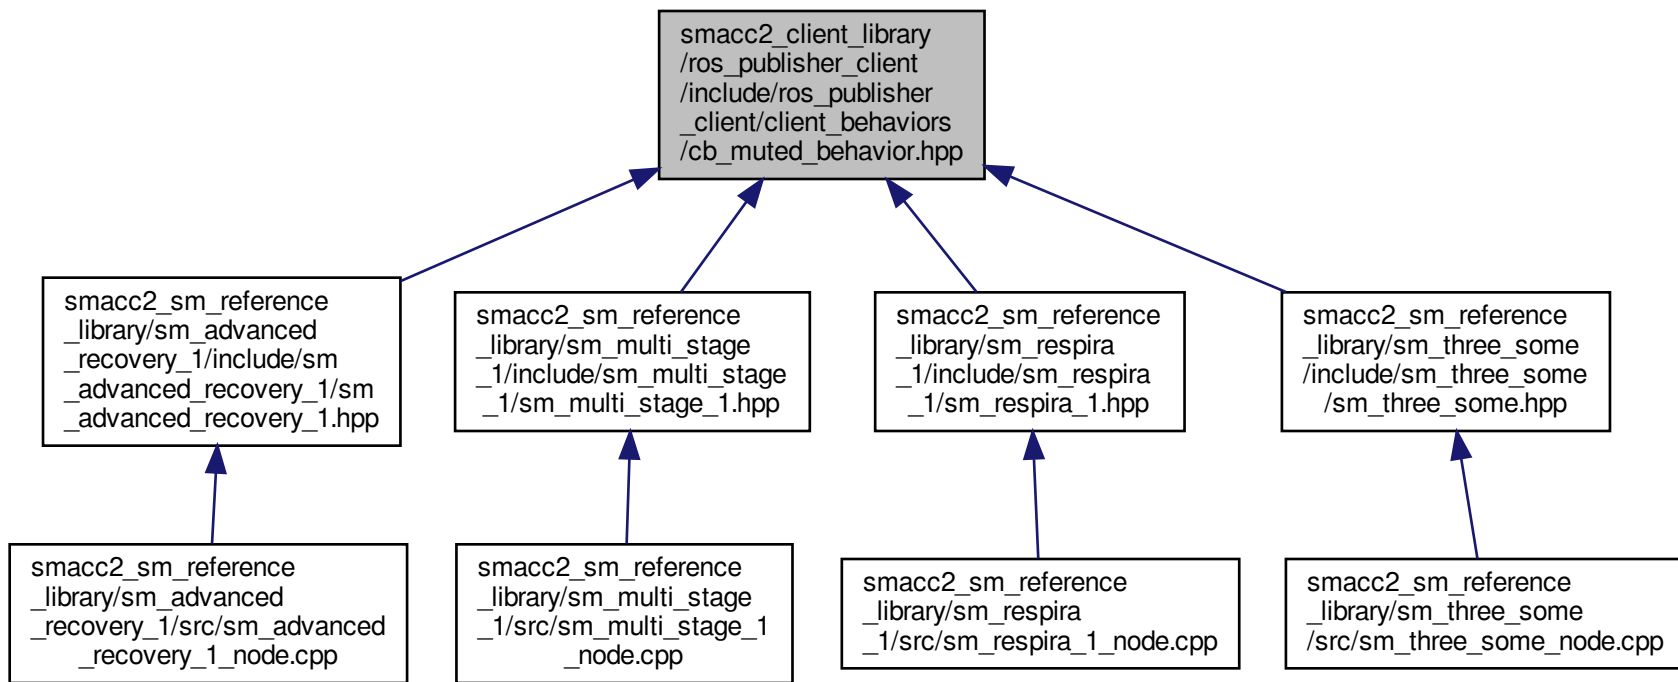 smacc2_client_library
/ros_publisher_client
/include/ros_publisher
_client/client_behaviors
/cb_muted_behavior.hpp
smacc2_sm_reference
_library/sm_advanced
_recovery_1/include/sm
_advanced_recovery_1/sm
_advanced_recovery_1.hpp
smacc2_sm_reference
_library/sm_multi_stage
_1/include/sm_multi_stage
_1/sm_multi_stage_1.hpp
smacc2_sm_reference
_library/sm_respira
_1/include/sm_respira
_1/sm_respira_1.hpp
smacc2_sm_reference
_library/sm_three_some
/include/sm_three_some
/sm_three_some.hpp
smacc2_sm_reference
_library/sm_advanced
_recovery_1/src/sm_advanced
_recovery_1_node.cpp
smacc2_sm_reference
_library/sm_multi_stage
_1/src/sm_multi_stage_1
_node.cpp
smacc2_sm_reference
_library/sm_respira
_1/src/sm_respira_1_node.cpp
smacc2_sm_reference
_library/sm_three_some
/src/sm_three_some_node.cpp